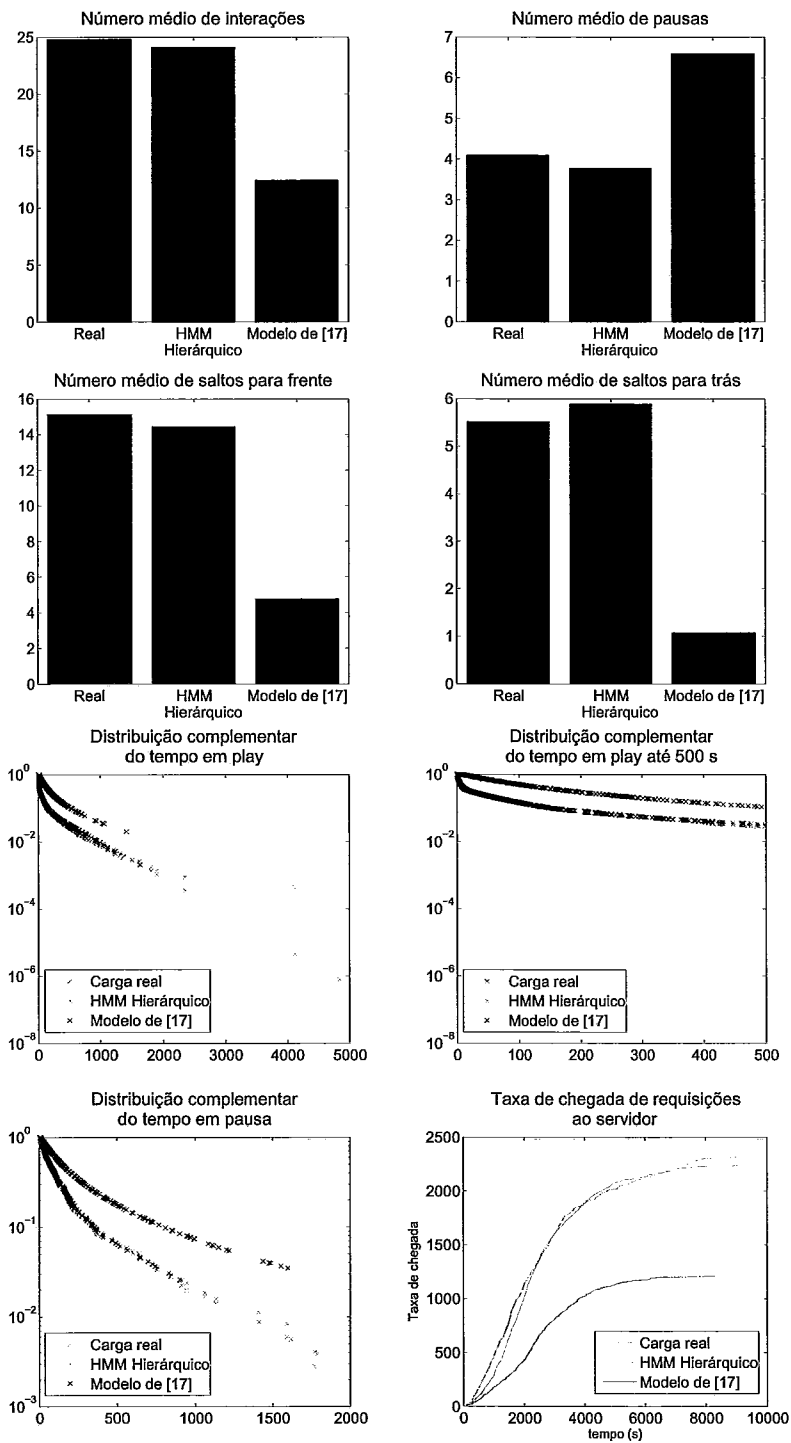 Número médio de interações
25
20
15
10
5
0
Real
HMM
Hierárquico
Modelo de [17]
Número médio de pausas
7
6
5
4
3
2
1
0
Real
HMM
Hierárquico
Modelo de [17]
Número médio de saltos para frente
16
14
12
10
8
6
4
2
0
Real
HMM
Hierárquico
Modelo de [17]
Número médio de saltos para trás
6
5
4
3
2
1
0
Real
HMM
Hierárquico
Modelo de [17]
Distribuição complementar
do tempo em play
10^0
10^-2
10^-4
10^-6
10^-8
0 1000 2000 3000 4000 5000
Carga real
HMM Hierárquico
Modelo de [17]
Distribuição complementar
do tempo em play até 500 s
10^0
10^-2
10^-4
10^-6
10^-8
0 100 200 300 400 500
Carga real
HMM Hierárquico
Modelo de [17]
Distribuição complementar
do tempo em pausa
10^0
10^-1
10^-2
10^-3
0 500 1000 1500 2000
Carga real
HMM Hierárquico
Modelo de [17]
Taxa de chegada de requisições
ao servidor
Taxa de chegada
2500
2000
1500
1000
500
0
0 2000 4000 6000 8000 10000
tempo (s)
Carga real
HMM Hierárquico
Modelo de [17]